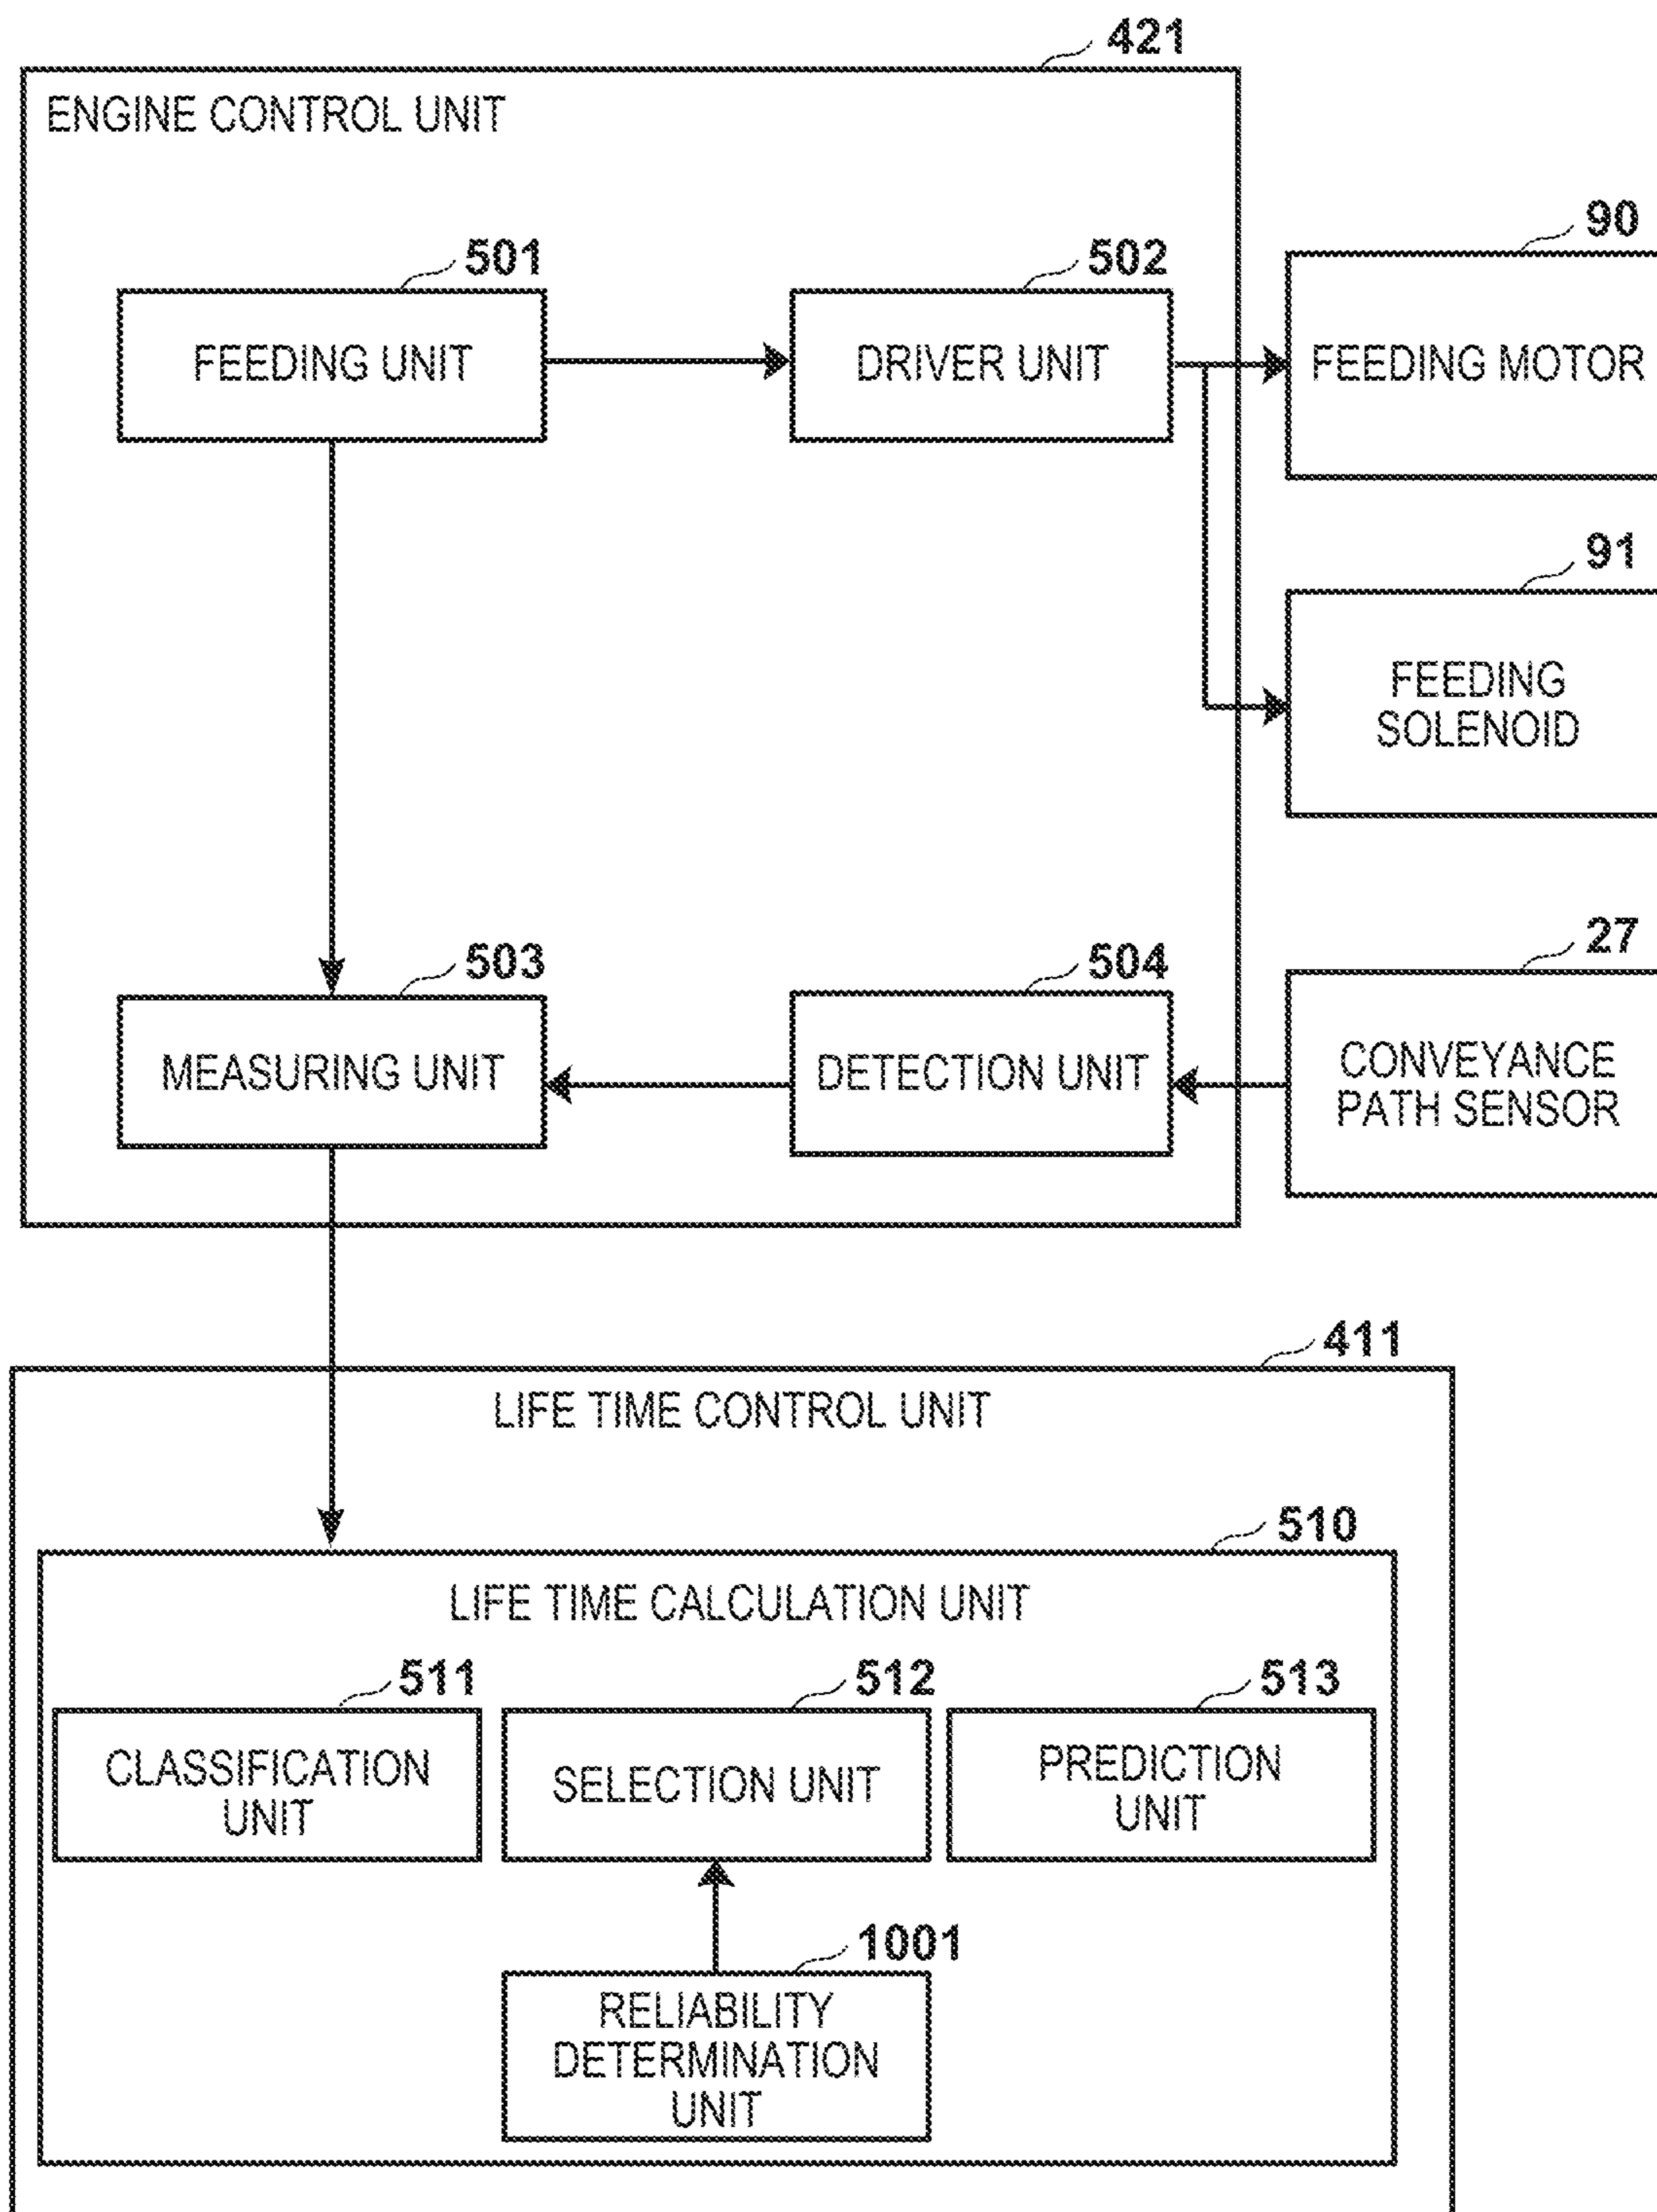 421
ENGINE CONTROL UNIT
90
501
502
FEEDING UNIT
DRIVER UNIT
FEEDING MOTOR
91
FEEDING
SOLENOID
27
503
504
MEASURING UNIT
DETECTION UNIT
CONVEYANCE
PATH SENSOR
411
LIFE TIME CONTROL UNIT
510
LIFE TIME CALCULATION UNIT
511
512
513
CLASSIFICATION
UNIT
SELECTION UNIT
PREDICTION
UNIT
1001
RELIABILITY
DETERMINATION
UNIT